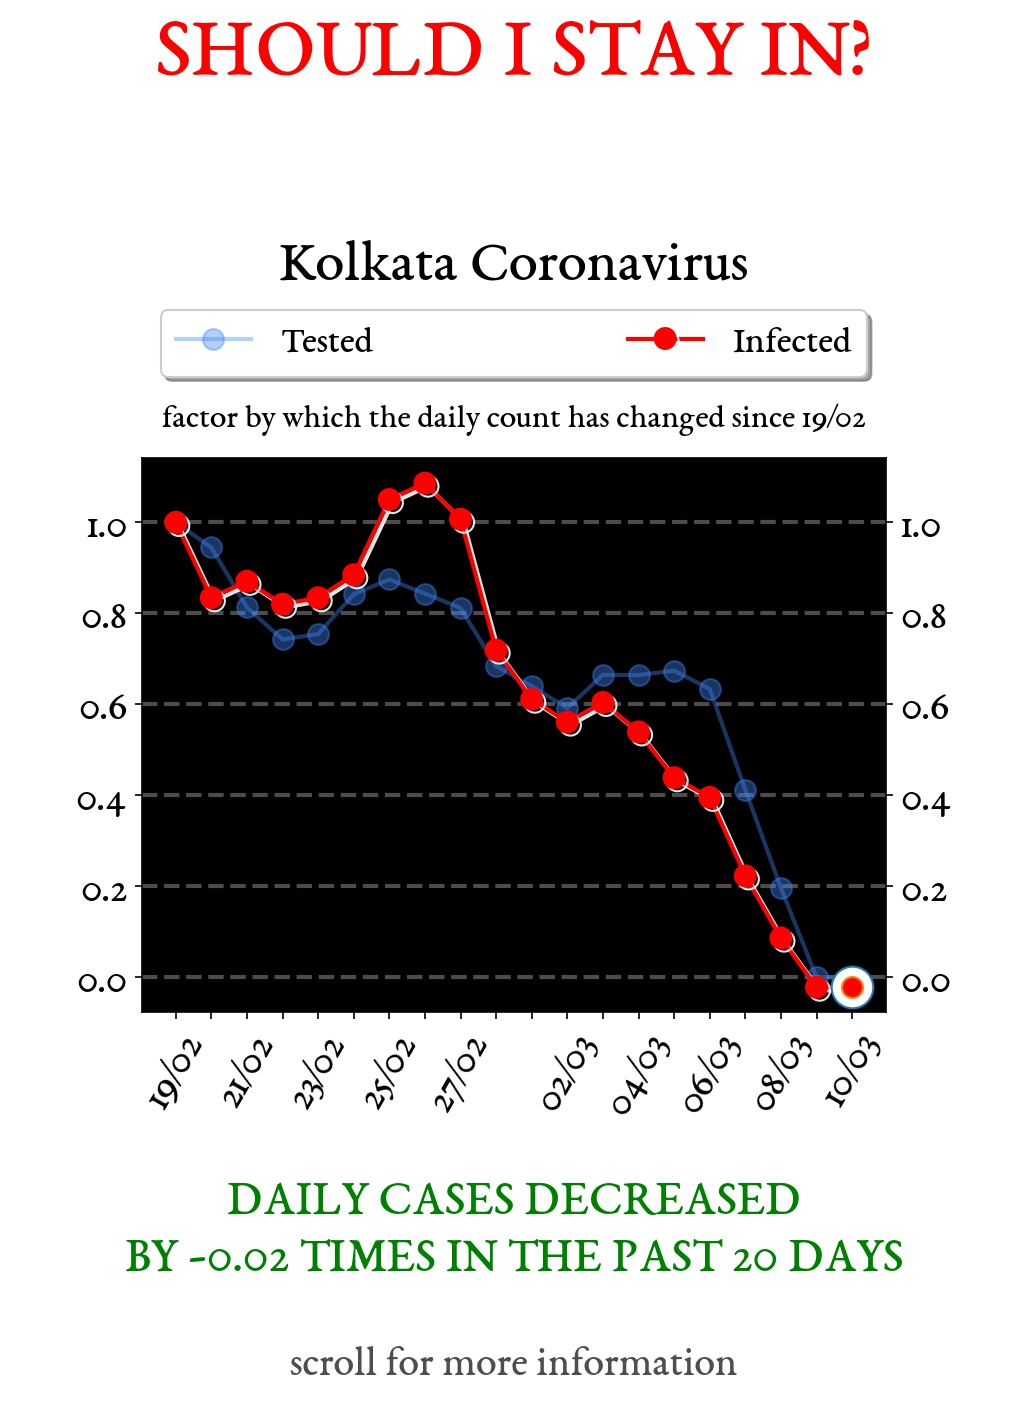 SHOULD I STAY IN?
Kolkata Coronavirus
Tested Infected
factor by which the daily count has changed since 19/02
1.0 1.0
0.8 0.8
0.6 0.6
0.4 0.4
0.2 0.2
0.0 0.0
19/02 21/02 23/02 25/02 27/02 02/03 04/03 06/03 08/03 10/03
DAILY CASES DECREASED
BY -0.02 TIMES IN THE PAST 20 DAYS
scroll for more information